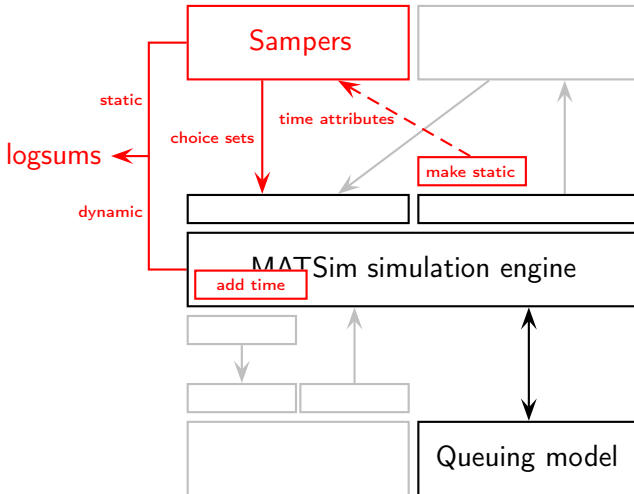 Sampers
static
time attributes
choice sets
logsums
make static
dynamic
MATSim simulation engine
add time
Queuing model